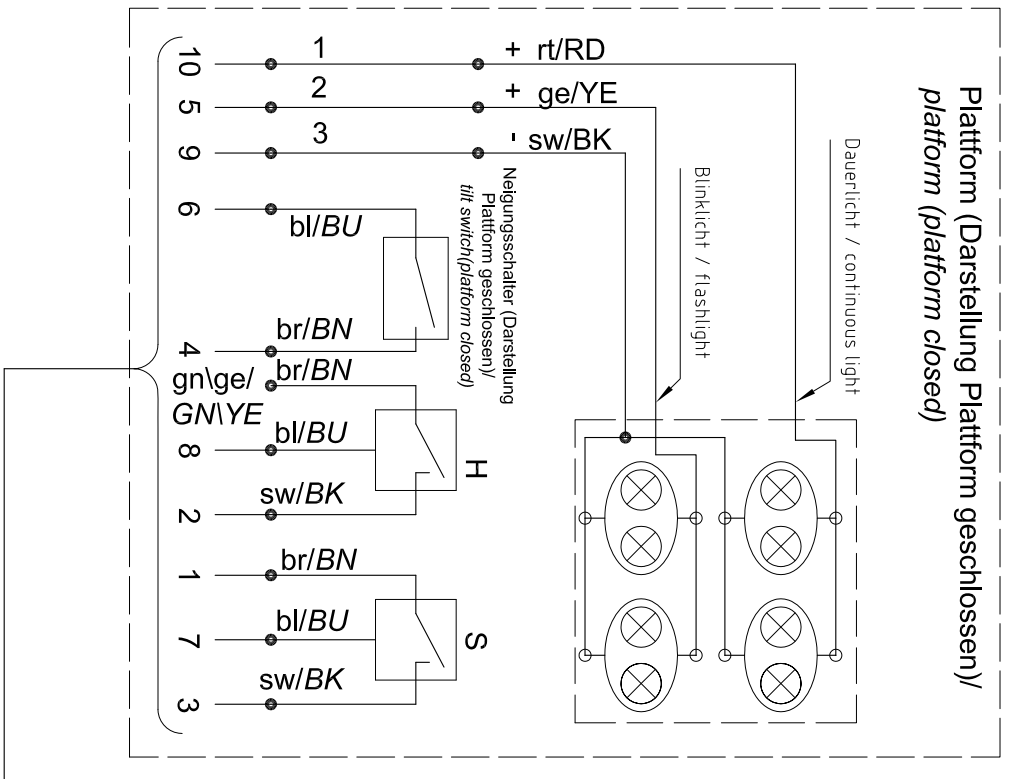 Plattform (Darstellung Plattform geschlossen)/
platform (platform closed)
Dauerlicht / continuous light
Blinklicht / flashlight
10
1
+ rt/RD
5
2
+ ge/YE
9
3
- sw/BK
Neigungsschalter (Darstellung
Plattform geschlossen)/
tilt switch(platform closed)
6
bl/BU
4
br/BN
gn\ge/
GN\YE
br/BN
8
bl/BU
H
2
sw/BK
1
br/BN
7
bl/BU
S
3
sw/BK